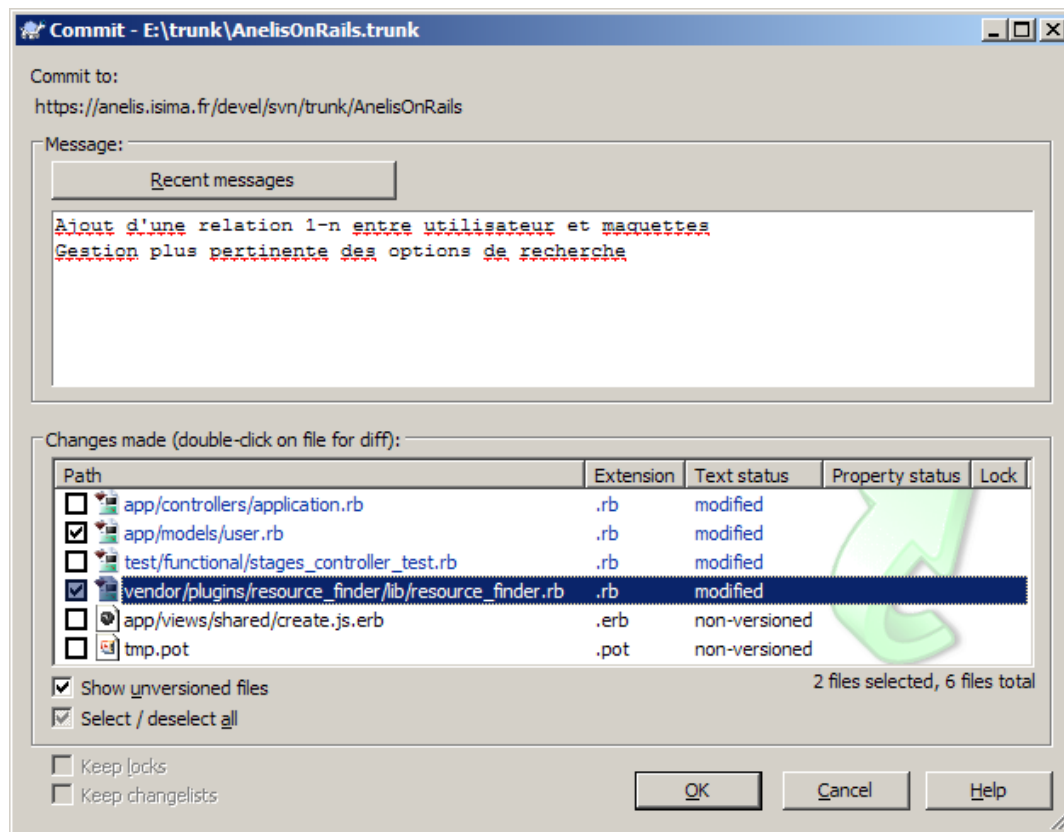 Commit - E:\trunk\AnelisOnRails.trunk
Commit to:
https://anelis.isima.fr/devel/svn/trunk/AnelisOnRails
Message:
Recent messages
Ajout d'une relation 1-n entre utilisateur et maquettes
Gestion plus pertinente des options de recherche
Changes made (double-click on file for diff):
Path Extension Text status Property status Lock
app/controllers/application.rb .rb modified
app/models/user.rb .rb modified
test/functional/stages_controller_test.rb .rb modified
vendor/plugins/resource_finder/lib/resource_finder.rb .rb modified
app/views/shared/create.js.erb .erb non-versioned
tmp.pot .pot non-versioned
Show unversioned files 2 files selected, 6 files total
Select / deselect all
Keep locks
Keep changelists OK Cancel Help